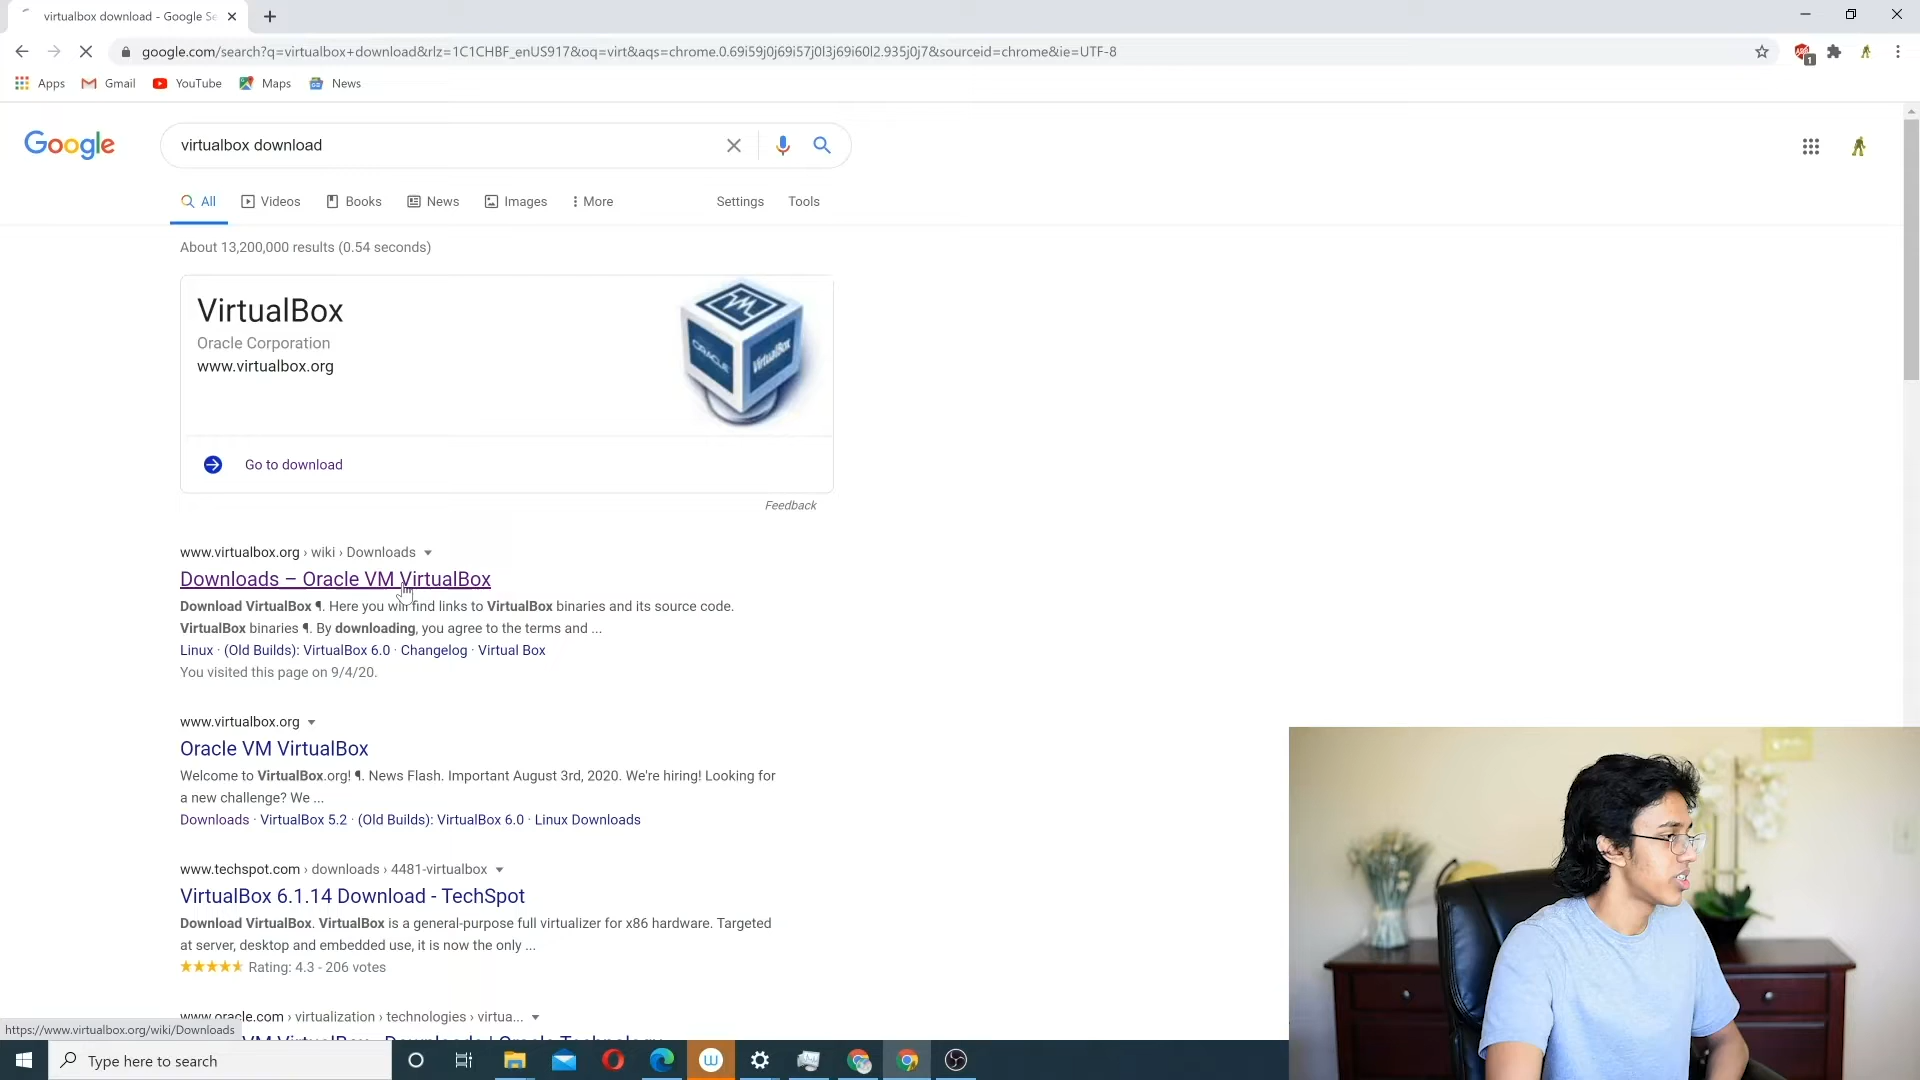 virtualbox download - Google Se
google.com/search?q=virtualbox+download&rlz=1C1CHBF_enUS917&oq=virt&aqs=chrome.0.69i59j0j69i57j0l3j69i60l2.935j0j7&sourceid=chrome&ie=UTF-8
1
Apps Gmail YouTube Maps News
Google virtualbox download
All Videos Books News Images More Settings Tools
About 13,200,000 results (0.54 seconds)
VirtualBox
Oracle Corporation
www.virtualbox.org
ORACLE VirtualBox
Go to download
Feedback
www.virtualbox.org › wiki › Downloads
Downloads – Oracle VM VirtualBox
Download VirtualBox ¶. Here you will find links to VirtualBox binaries and its source code.
VirtualBox binaries ¶. By downloading, you agree to the terms and ...
Linux · (Old Builds): VirtualBox 6.0 · Changelog · Virtual Box
You visited this page on 9/4/20.
www.virtualbox.org
Oracle VM VirtualBox
Welcome to VirtualBox.org! ¶. News Flash. Important August 3rd, 2020. We're hiring! Looking for
a new challenge? We ...
Downloads · VirtualBox 5.2 · (Old Builds): VirtualBox 6.0 · Linux Downloads
www.techspot.com › downloads › 4481-virtualbox
VirtualBox 6.1.14 Download - TechSpot
Download VirtualBox. VirtualBox is a general-purpose full virtualizer for x86 hardware. Targeted
at server, desktop and embedded use, it is now the only ...
Rating: 4.3 - 206 votes
www.oracle.com › virtualization › technologies › virtua...
https://www.virtualbox.org/wiki/Downloads
VM VirtualBox - Downloads | Oracle Technology
Type here to search